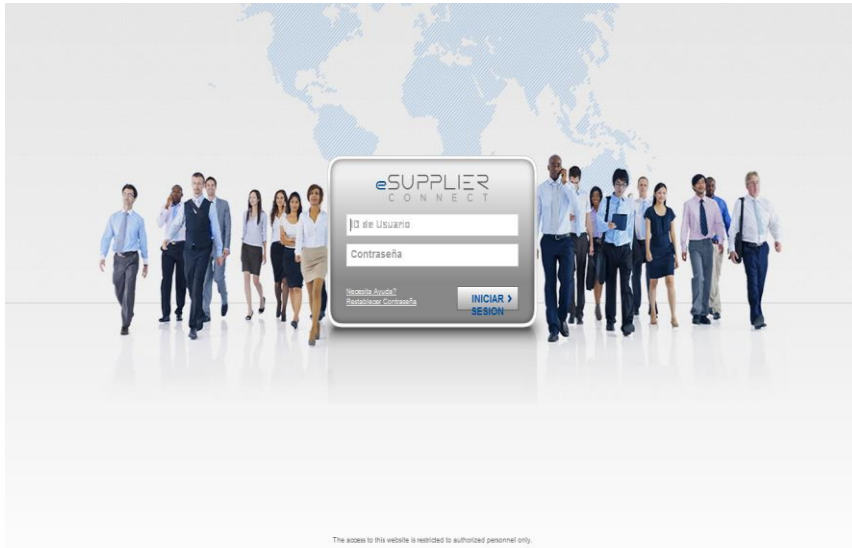 eSUPPLIER
CONNECT
ID de Usuario
Contraseña
Necesita Ayuda?
Restablecer Contraseña
INICIAR >
SESION
The access to this website is restricted to authorized personnel only.